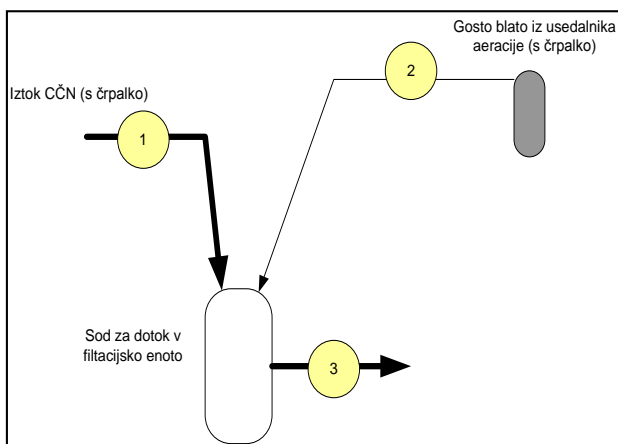 Gosto blato iz usedalnika
aeracije (s črpalko)
2
Iztok CČN (s črpalko)
1
Sod za dotok v
filtacijsko enoto
3